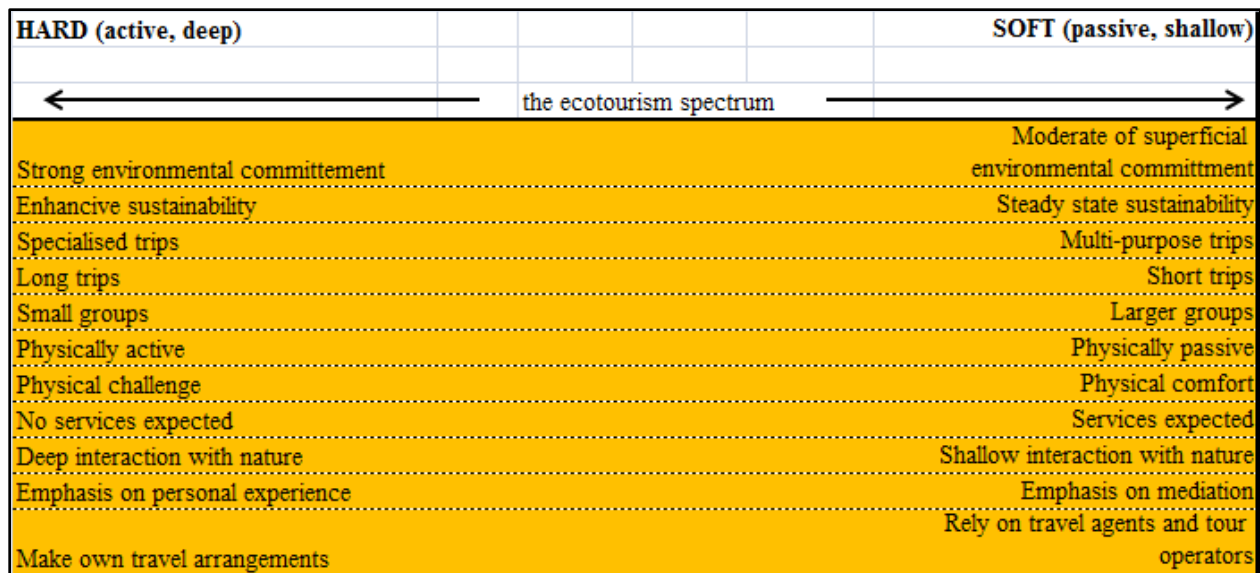 HARD (active, deep) SOFT (passive, shallow)
the ecotourism spectrum
Moderate of superficial
Strong environmental committement environmental committment
Enhancive sustainability Steady state sustainability
Specialised trips Multi-purpose trips
Long trips Short trips
Small groups Larger groups
Physically active Physically passive
Physical challenge Physical comfort
No services expected Services expected
Deep interaction with nature Shallow interaction with nature
Emphasis on personal experience Emphasis on mediation
Rely on travel agents and tour
Make own travel arrangements operators